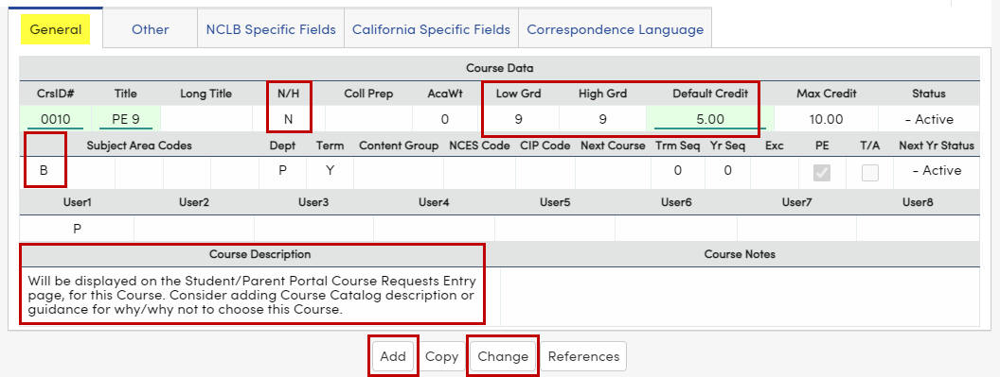 General Other NCLB Specific Fields California Specific Fields Correspondence Language
Course Data
CrsID# Title Long Title N/H Coll Prep AcaWt Low Grd High Grd Default Credit Max Credit Status
0010 PE 9 N 0 9 9 5.00 10.00 - Active
Subject Area Codes Dept Term Content Group NCES Code CIP Code Next Course Trm Seq Yr Seq Exc PE T/A Next Yr Status
B P Y 0 0 - Active
User1 User2 User3 User4 User5 User6 User7 User8
P
Course Description Course Notes
Will be displayed on the Student/Parent Portal Course Requests Entry
page, for this Course. Consider adding Course Catalog description or
guidance for why/why not to choose this Course.
Add Copy Change References